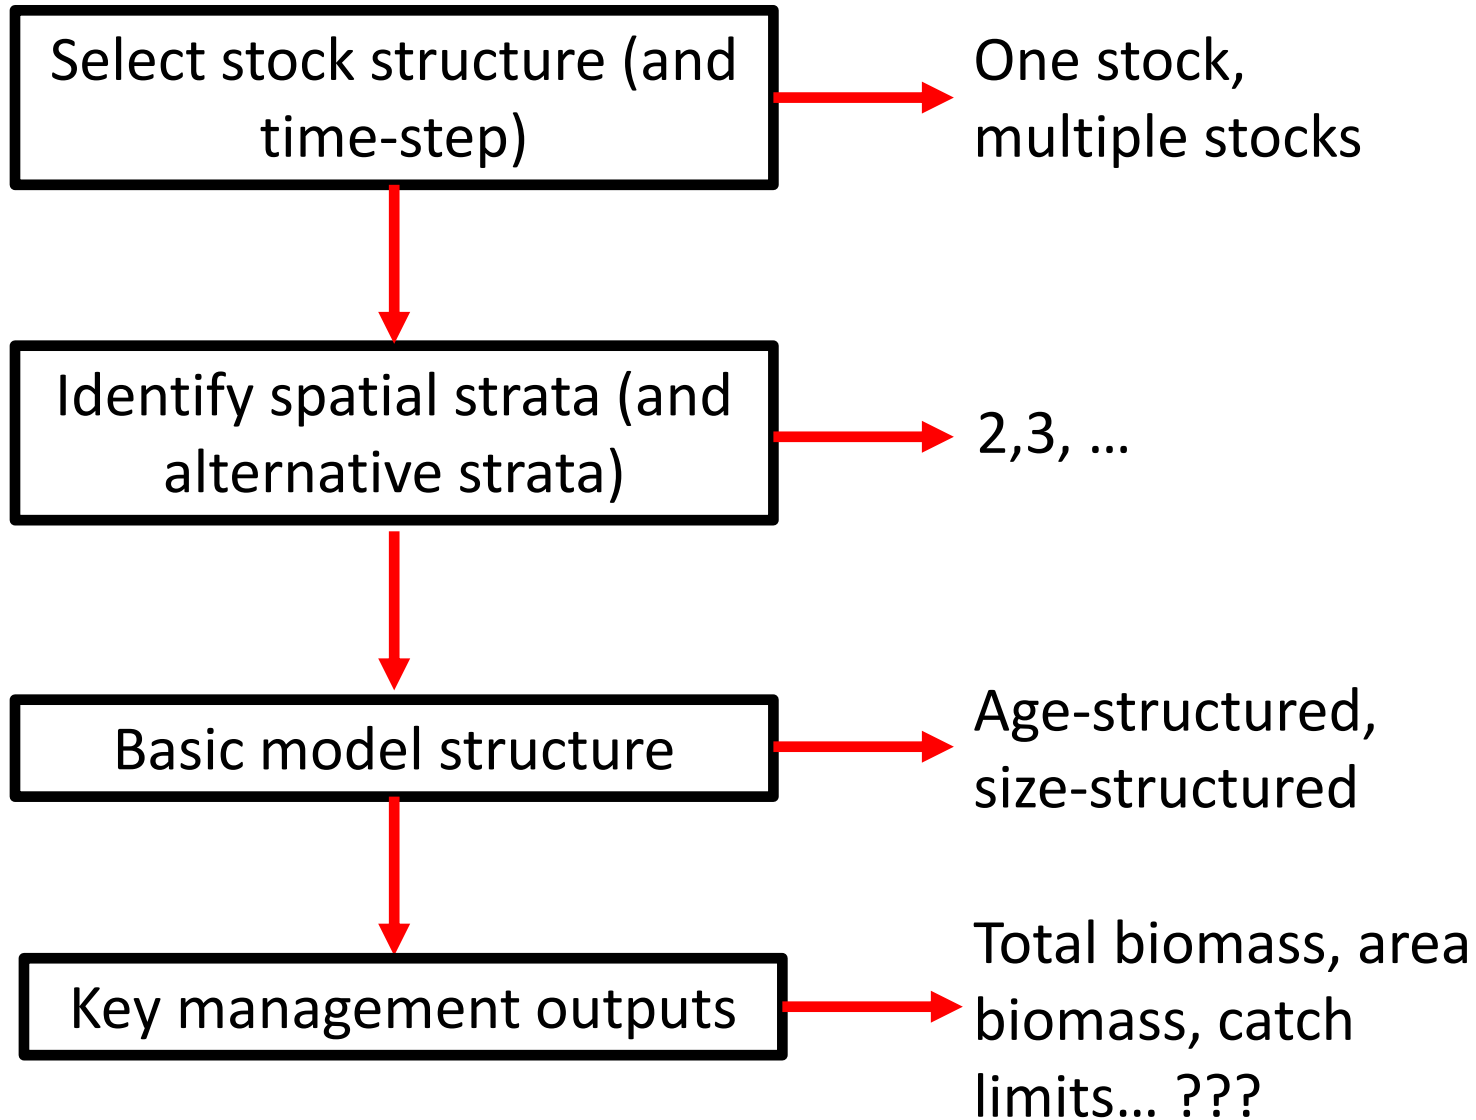 Select stock structure (and
time-step)
One stock,
multiple stocks
Identify spatial strata (and
alternative strata)
2,3, ...
Basic model structure
Age-structured,
size-structured
Key management outputs
Total biomass, area
biomass, catch
limits... ???